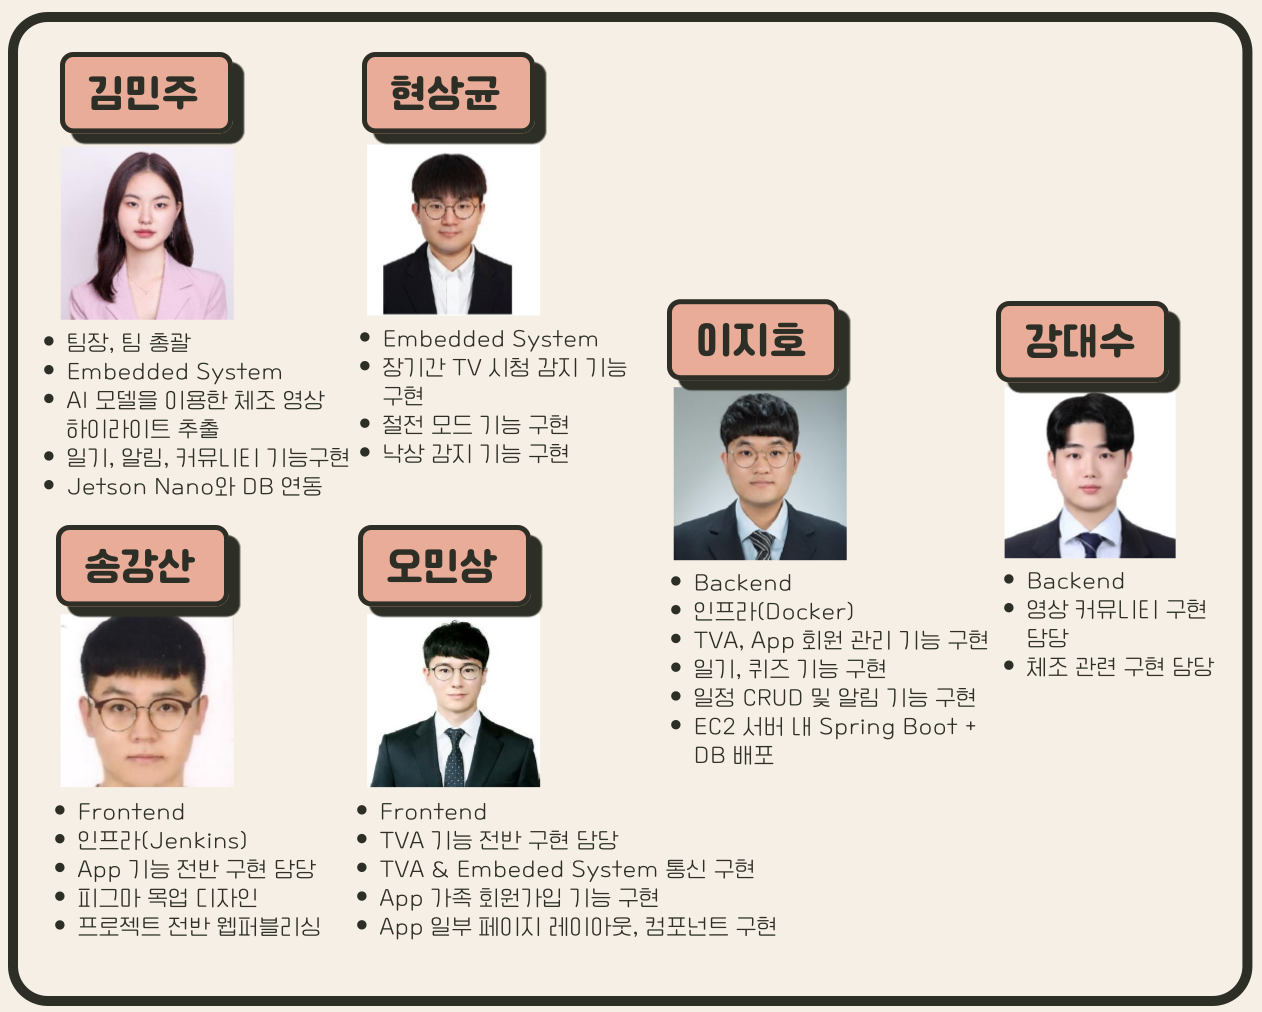 김민주
팀장, 팀 총괄
Embedded System
AI 모델을 이용한 체조 영상
하이라이트 추출
일기, 알림, 커뮤니티 기능구현
Jetson Nano와 DB 연동
현상균
Embedded System
장기간 TV 시청 감지 기능
구현
절전 모드 기능 구현
낙상 감지 기능 구현
송강산
Frontend
인프라(Jenkins)
App 기능 전반 구현 담당
피그마 목업 디자인
프로젝트 전반 웹퍼블리싱
오민상
Frontend
TVA 기능 전반 구현 담당
TVA & Embeded System 통신 구현
App 가족 회원가입 기능 구현
App 일부 페이지 레이아웃, 컴포넌트 구현
이지호
Backend
인프라(Docker)
TVA, App 회원 관리 기능 구현
일기, 퀴즈 기능 구현
일정 CRUD 및 알림 기능 구현
EC2 서버 내 Spring Boot +
DB 배포
강대수
Backend
영상 커뮤니티 구현
담당
체조 관련 구현 담당